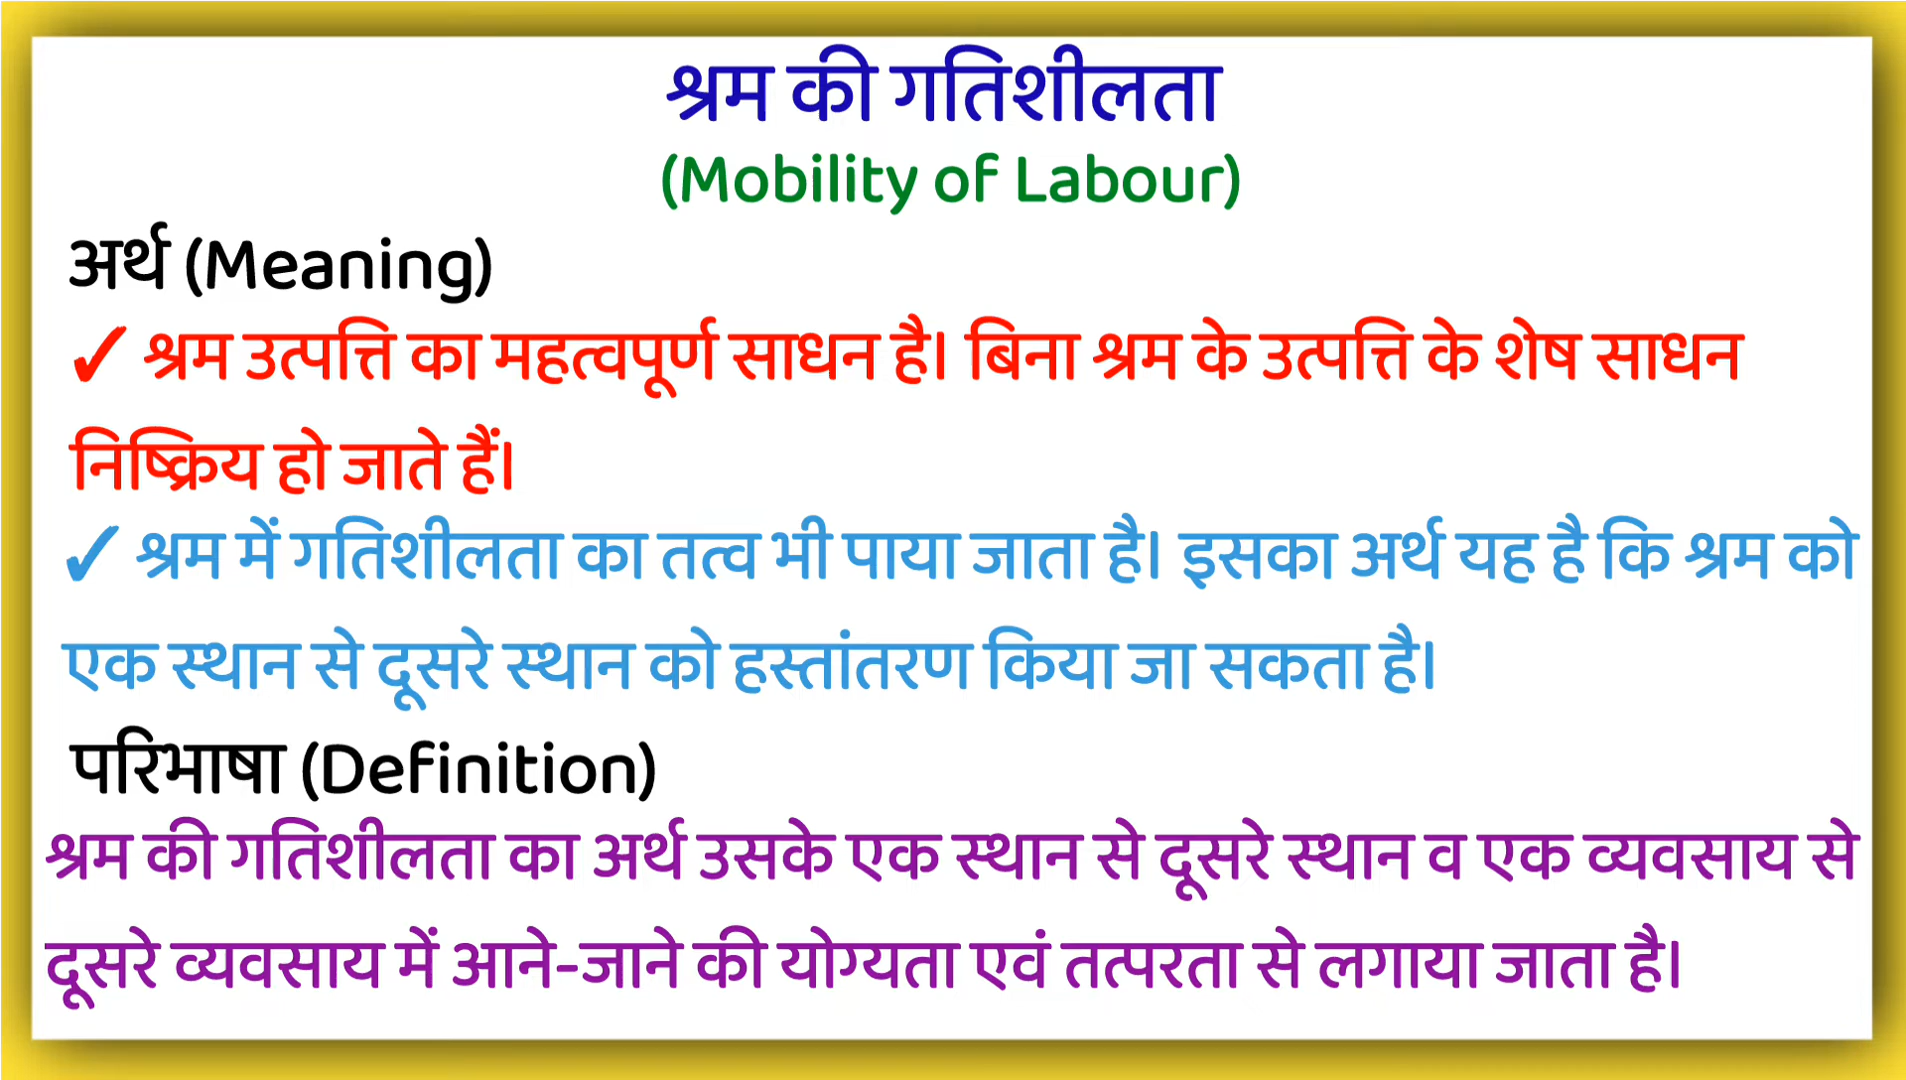 श्रम की गतिशीलता
(Mobility of Labour)
अर्थ (Meaning)
✓ श्रम उत्पत्ति का महत्वपूर्ण साधन है। बिना श्रम के उत्पत्ति के शेष साधन
निष्क्रिय हो जाते हैं।
✓ श्रम में गतिशीलता का तत्व भी पाया जाता है। इसका अर्थ यह है कि श्रम को
एक स्थान से दूसरे स्थान को हस्तांतरण किया जा सकता है।
परिभाषा (Definition)
श्रम की गतिशीलता का अर्थ उसके एक स्थान से दूसरे स्थान व एक व्यवसाय से
दूसरे व्यवसाय में आने-जाने की योग्यता एवं तत्परता से लगाया जाता है।